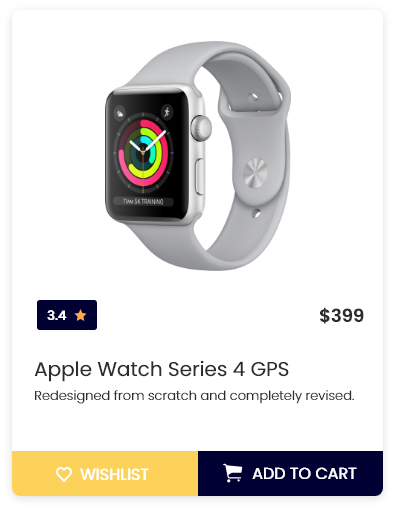 TIAM 5K TRAINING
3.4
$399
Apple Watch Series 4 GPS
Redesigned from scratch and completely revised.
WISHLIST
ADD TO CART